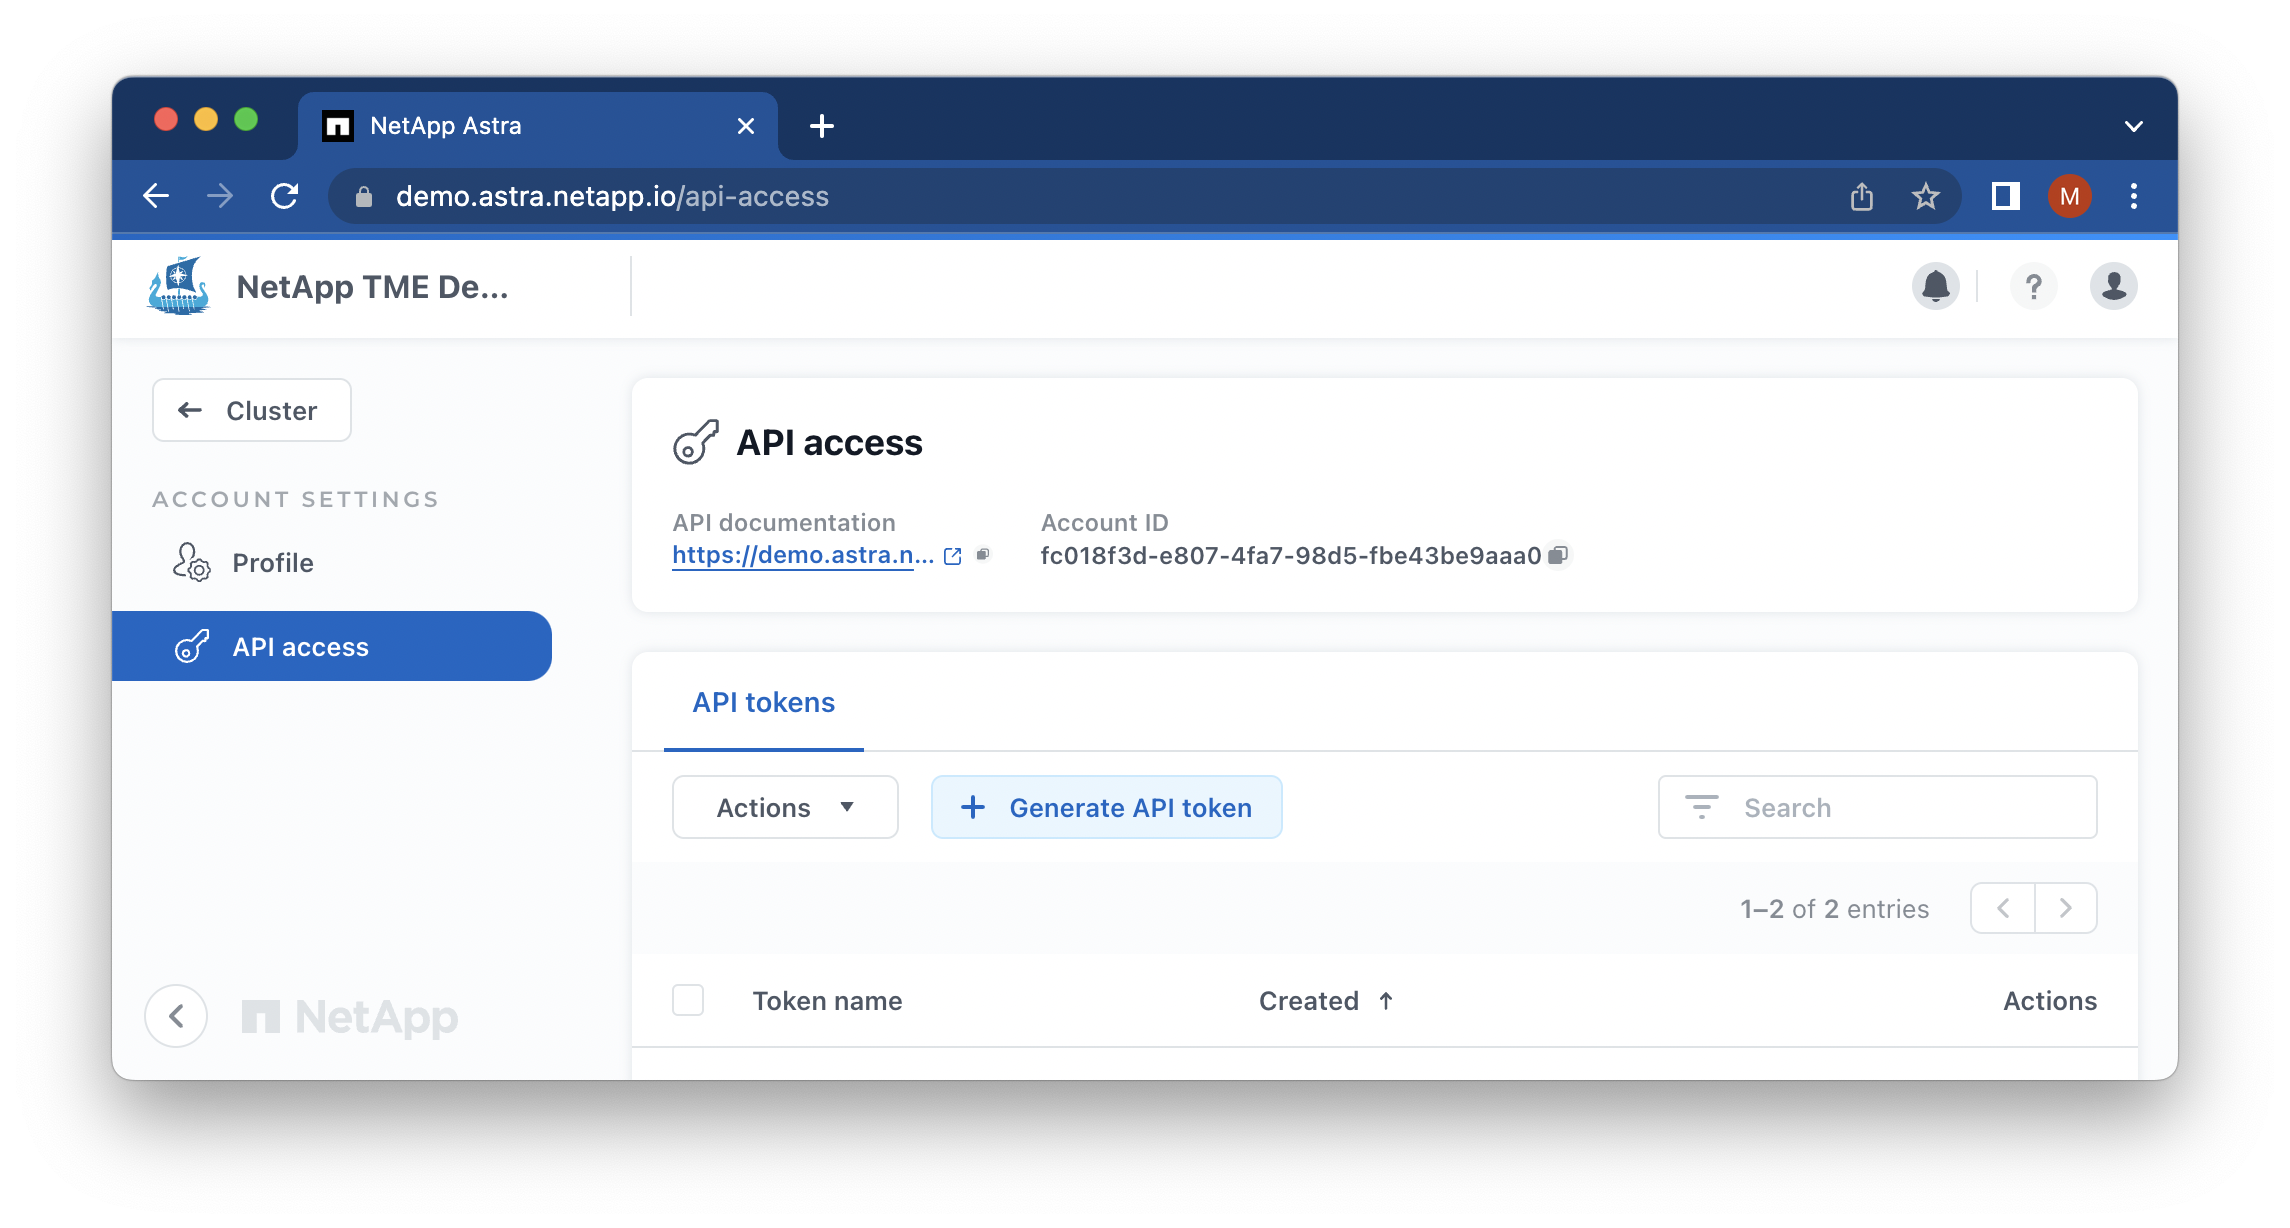 NetApp Astra
demo.astra.netapp.io/api-access
M
NetApp TME De...
?
Cluster
ACCOUNT SETTINGS
Profile
API access
API access
API documentation
https://demo.astra.n...
Account ID
fc018f3d-e807-4fa7-98d5-fbe43be9aaa0
API tokens
Actions
Generate API token
Search
1–2 of 2 entries
Token name
Created ↑
Actions
NetApp